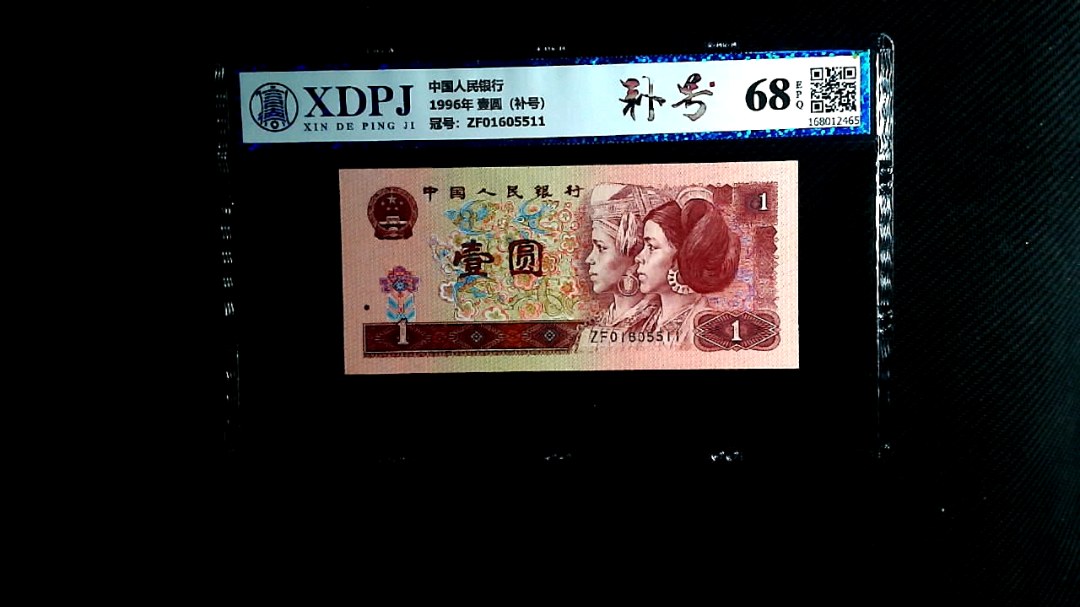 XDPJ
XIN DE PING JI
中国人民银行
1996年 壹圆（补号）
冠号: ZF01605511
补号
68
EPQ
168012465
中国人民银行
1
壹圆
1
ZF01605511
1